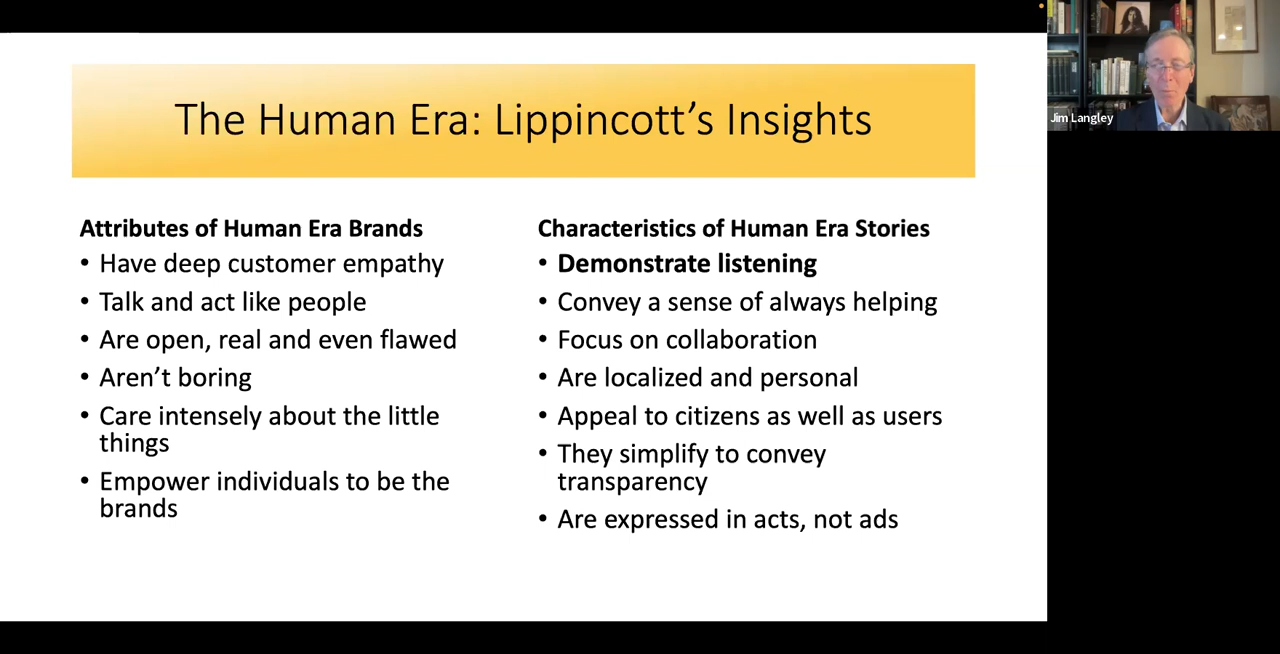 The Human Era: Lippincott's Insights
Attributes of Human Era Brands
• Have deep customer empathy
• Talk and act like people
• Are open, real and even flawed
• Aren't boring
• Care intensely about the little
things
• Empower individuals to be the
brands
Characteristics of Human Era Stories
• Demonstrate listening
• Convey a sense of always helping
• Focus on collaboration
• Are localized and personal
• Appeal to citizens as well as users
• They simplify to convey
transparency
• Are expressed in acts, not ads
Jim Langley